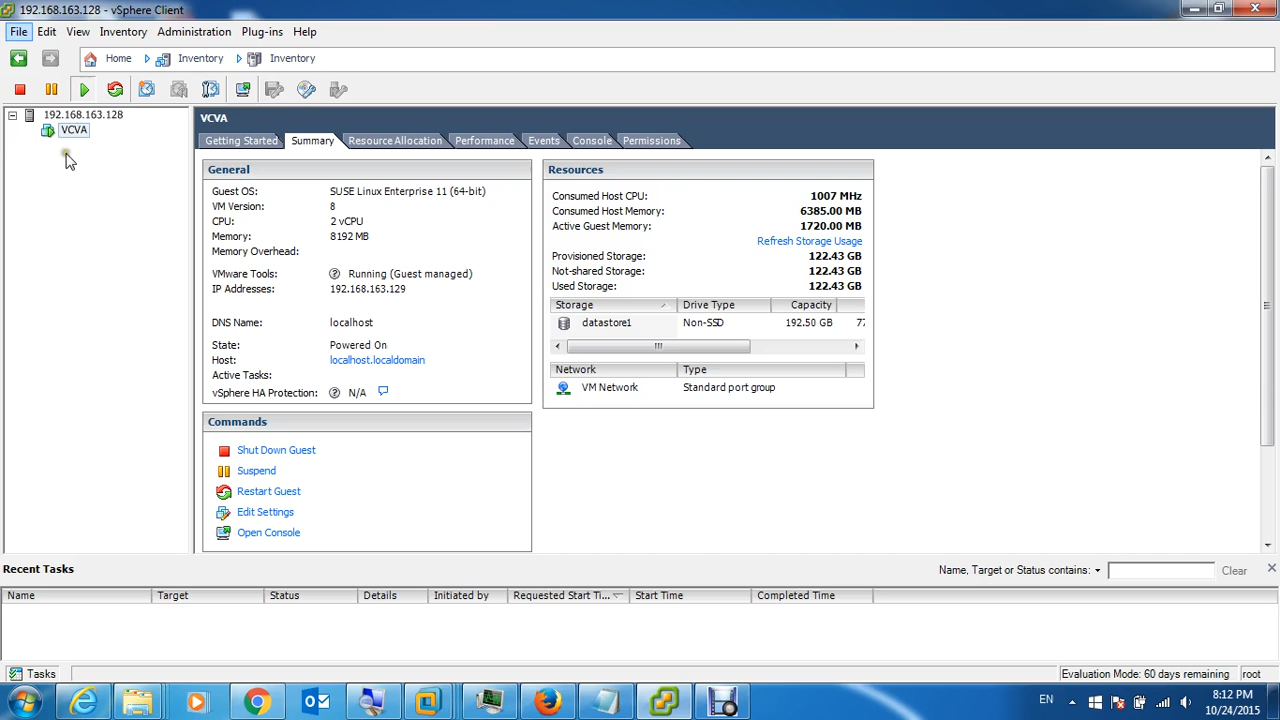 192.168.163.128 - vSphere Client
File Edit View Inventory Administration Plug-ins Help
Home Inventory Inventory
192.168.163.128
VCVA
VCVA
Getting Started Summary Resource Allocation Performance Events Console Permissions
General
Guest OS: SUSE Linux Enterprise 11 (64-bit)
VM Version: 8
CPU: 2 vCPU
Memory: 8192 MB
Memory Overhead:
VMware Tools: Running (Guest managed)
IP Addresses: 192.168.163.129
DNS Name: localhost
State: Powered On
Host: localhost.localdomain
Active Tasks:
vSphere HA Protection: N/A
Commands
Shut Down Guest
Suspend
Restart Guest
Edit Settings
Open Console
Resources
Consumed Host CPU: 1007 MHz
Consumed Host Memory: 6385.00 MB
Active Guest Memory: 1720.00 MB
Refresh Storage Usage
Provisioned Storage: 122.43 GB
Not-shared Storage: 122.43 GB
Used Storage: 122.43 GB
Storage Drive Type Capacity
datastore1 Non-SSD 192.50 GB 77
Network Type
VM Network Standard port group
Recent Tasks Name, Target or Status contains: Clear
Name Target Status Details Initiated by Requested Start Ti... Start Time Completed Time
Tasks Evaluation Mode: 60 days remaining root
EN 8:12 PM
10/24/2015